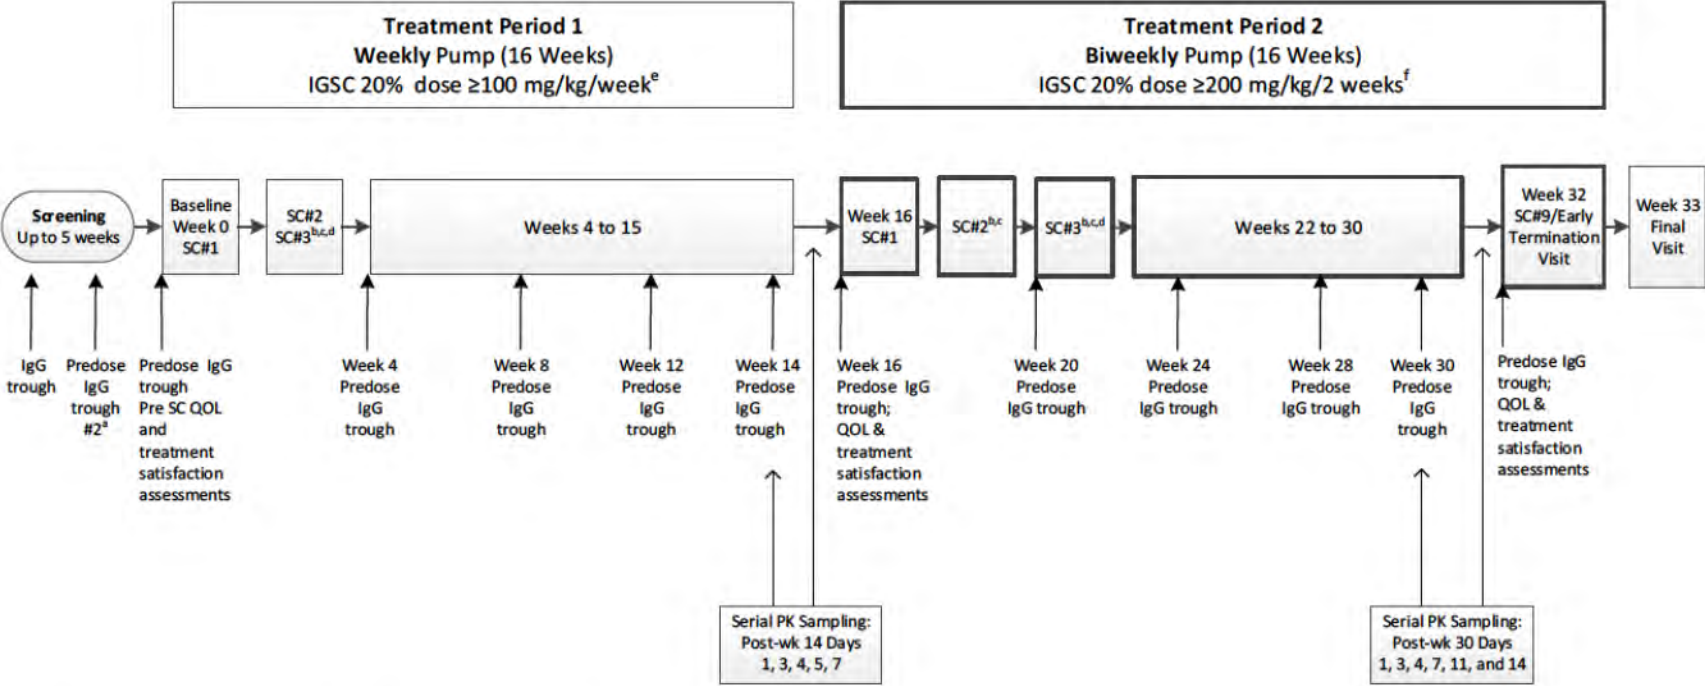 Treatment Period 1
Weekly Pump (16 Weeks)
IGSC 20% dose ≥100 mg/kg/weekᵉ
Treatment Period 2
Biweekly Pump (16 Weeks)
IGSC 20% dose ≥200 mg/kg/2 weeksᶠ
Screening
Up to 5 weeks
Baseline
Week 0
SC#1
SC#2
SC#3ᵇ,ᶜ,ᵈ
Weeks 4 to 15
Week 16
SC#1
SC#2ᵇ,ᶜ
SC#3ᵇ,ᶜ,ᵈ
Weeks 22 to 30
Week 32
SC#9/Early
Termination
Visit
Week 33
Final
Visit
IgG
trough
Predose
IgG
trough
#2ᵃ
Predose IgG
trough
Pre SC QOL
and
treatment
satisfaction
assessments
Week 4
Predose
IgG
trough
Week 8
Predose
IgG
trough
Week 12
Predose
IgG
trough
Week 14
Predose
IgG
trough
Week 16
Predose IgG
trough;
QOL &
treatment
satisfaction
assessments
Week 20
Predose
IgG trough
Week 24
Predose
IgG trough
Week 28
Predose
IgG trough
Week 30
Predose
IgG
trough
Predose IgG
trough;
QOL &
treatment
satisfaction
assessments
Serial PK Sampling:
Post-wk 14 Days
1, 3, 4, 5, 7
Serial PK Sampling:
Post-wk 30 Days
1, 3, 4, 7, 11, and 14